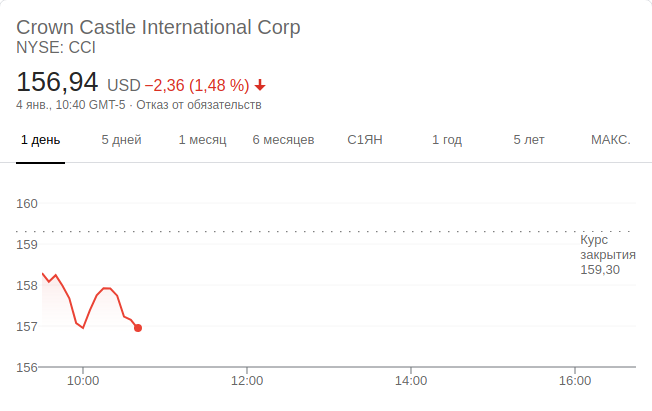 Crown Castle International Corp
NYSE: CCI
156,94 USD −2,36 (1,48 %)
4 янв., 10:40 GMT-5 · Отказ от обязательств
1 день 5 дней 1 месяц 6 месяцев С1ЯН 1 год 5 лет МАКС.
160
159
158
157
156
Курс
закрытия
159,30
10:00 12:00 14:00 16:00